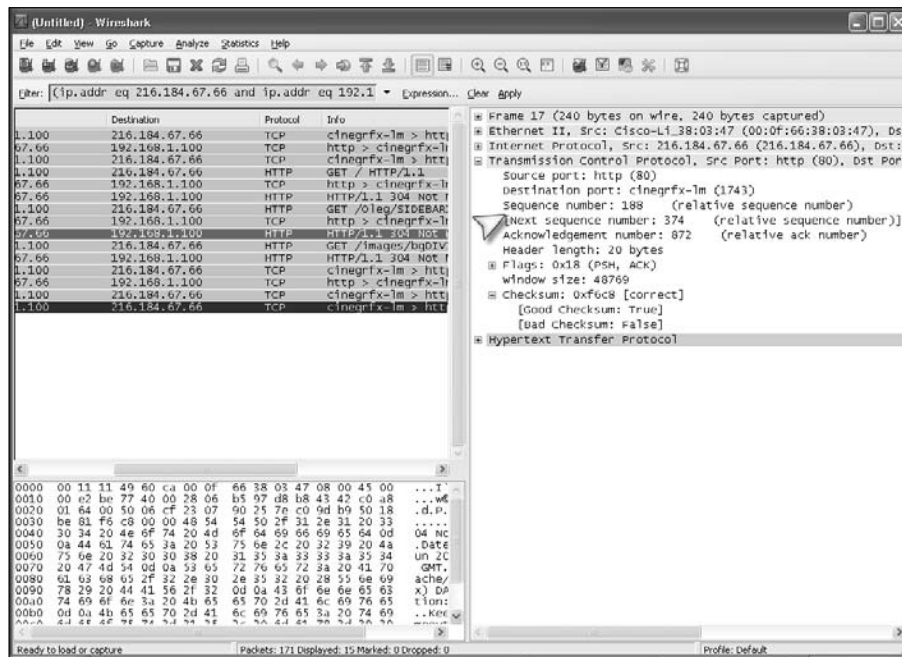 (Untitled) - Wireshark
File Edit View Go Capture Analyze Statistics Help
Filter: (ip.addr eq 216.184.67.66 and ip.addr eq 192.1 Expression... Clear Apply
Destination Protocol Info
1.100 216.184.67.66 TCP cinegrfx-lm > http
67.66 192.168.1.100 TCP http > cinegrfx-l
1.100 216.184.67.66 TCP cinegrfx-lm > http
1.100 216.184.67.66 HTTP GET / HTTP/1.1
67.66 192.168.1.100 TCP http > cinegrfx-l
67.66 192.168.1.100 HTTP HTTP/1.1 304 Not
1.100 216.184.67.66 HTTP GET /oleg/SIDEBAR
67.66 192.168.1.100 TCP http > cinegrfx-l
67.66 192.168.1.100 HTTP HTTP/1.1 304 Not
1.100 216.184.67.66 HTTP GET /images/bgDIV
67.66 192.168.1.100 HTTP HTTP/1.1 304 Not
1.100 216.184.67.66 TCP cinegrfx-lm > http
67.66 192.168.1.100 TCP http > cinegrfx-l
1.100 216.184.67.66 TCP cinegrfx-lm > http
1.100 216.184.67.66 TCP cinegrfx-lm > htt
Frame 17 (240 bytes on wire, 240 bytes captured)
Ethernet II, Src: Cisco-Li_38:03:47 (00:0f:66:38:03:47), Ds
Internet Protocol, Src: 216.184.67.66 (216.184.67.66), Dst:
Transmission Control Protocol, Src Port: http (80), Dst Por
Source port: http (80)
Destination port: cinegrfx-lm (1743)
Sequence number: 188 (relative sequence number)
[Next sequence number: 374 (relative sequence number)]
Acknowledgement number: 872 (relative ack number)
Header length: 20 bytes
Flags: 0x18 (PSH, ACK)
Window size: 48769
Checksum: 0xf6c8 [correct]
[Good Checksum: True]
[Bad Checksum: False]
Hypertext Transfer Protocol
0000 00 11 11 49 60 ca 00 0f 66 38 03 47 08 00 45 00 ...I`
0010 00 e2 be 77 40 00 28 06 b5 97 d8 b8 43 42 c0 a8 ...w@
0020 01 64 00 50 06 cf 23 07 90 25 7e c0 9d b9 50 18 .d.P.
0030 be 81 f6 c8 00 00 48 54 54 50 2f 31 2e 31 20 33 .....
0040 30 34 20 4e 6f 74 20 4d 6f 64 69 66 69 65 64 0d 04 No
0050 0a 44 61 74 65 3a 20 53 75 6e 2c 20 32 39 20 4a .Date
0060 75 6e 20 32 30 30 38 20 31 35 3a 33 33 3a 35 34 un 20
0070 20 47 4d 54 0d 0a 53 65 72 76 65 72 3a 20 41 70 GMT.
0080 61 63 68 65 2f 32 2e 30 2e 35 32 20 28 55 6e 69 ache/
0090 78 29 20 44 41 56 2f 32 0d 0a 43 6f 6e 6e 65 63 x) DA
00a0 74 69 6f 6e 3a 20 4b 65 65 70 2d 41 6c 69 76 65 tion:
00b0 0d 0a 4b 65 65 70 2d 41 6c 69 76 65 3a 20 74 69 ..Kee
Ready to load or capture Packets: 171 Displayed: 15 Marked: 0 Dropped: 0 Profile: Default